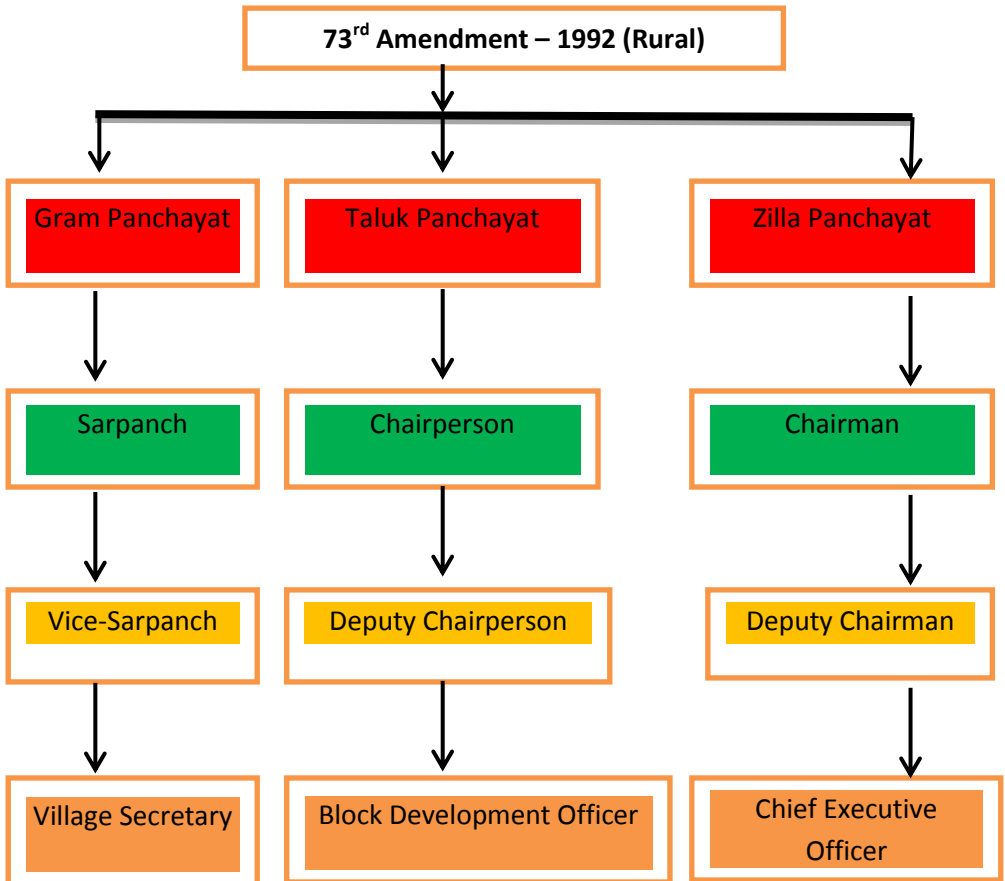 73rd Amendment – 1992 (Rural)
Gram Panchayat
Taluk Panchayat
Zilla Panchayat
Sarpanch
Chairperson
Chairman
Vice-Sarpanch
Deputy Chairperson
Deputy Chairman
Village Secretary
Block Development Officer
Chief Executive
Officer